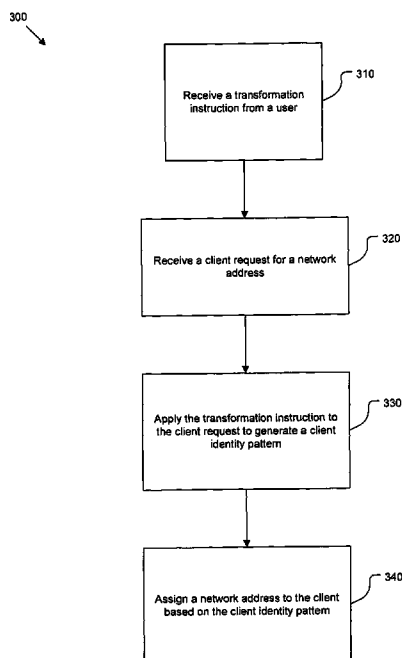 300
Receive a transformation
instruction from a user
310
Receive a client request for a network
address
320
Apply the transformation instruction to
the client request to generate a client
identity pattern
330
Assign a network address to the client
based on the client identity pattern
340